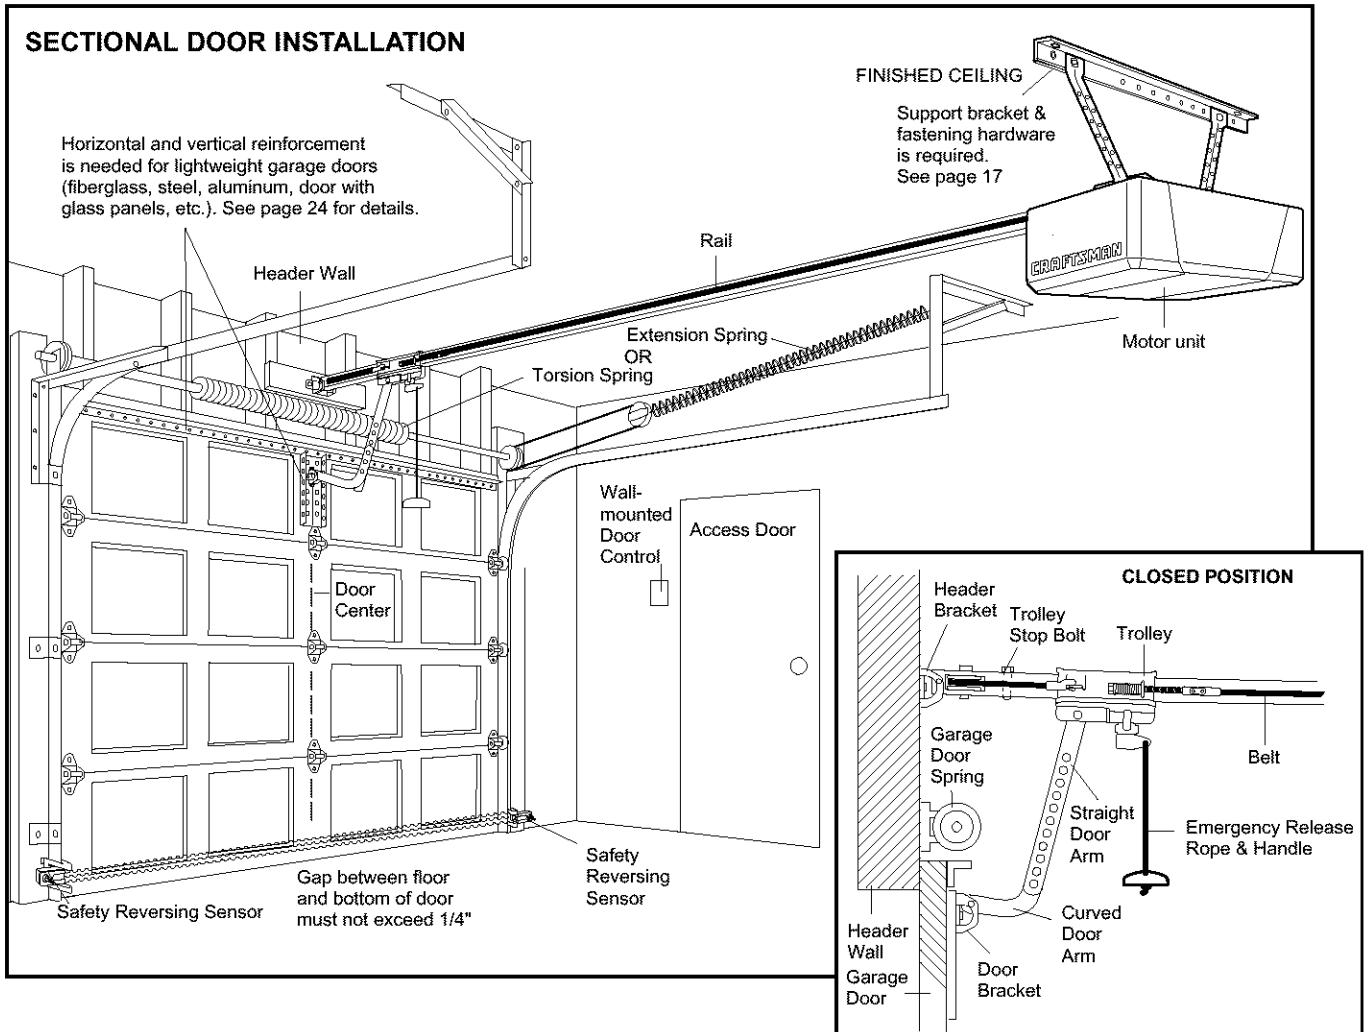 SECTIONAL DOOR INSTALLATION
FINISHED CEILING
Support bracket &
fastening hardware
is required.
See page 17
Horizontal and vertical reinforcement
is needed for lightweight garage doors
(fiberglass, steel, aluminum, door with
glass panels, etc.). See page 24 for details.
Rail
Header Wall
CRAFTSMAN
Extension Spring
OR
Torsion Spring
Motor unit
Wall-
mounted
Door
Control
Access Door
Door
Center
Safety
Reversing
Sensor
Gap between floor
and bottom of door
must not exceed 1/4"
Safety Reversing Sensor
CLOSED POSITION
Header
Bracket
Trolley
Stop Bolt
Trolley
Garage
Door
Spring
Belt
Straight
Door
Arm
Emergency Release
Rope & Handle
Curved
Door
Arm
Header
Wall
Garage
Door
Door
Bracket